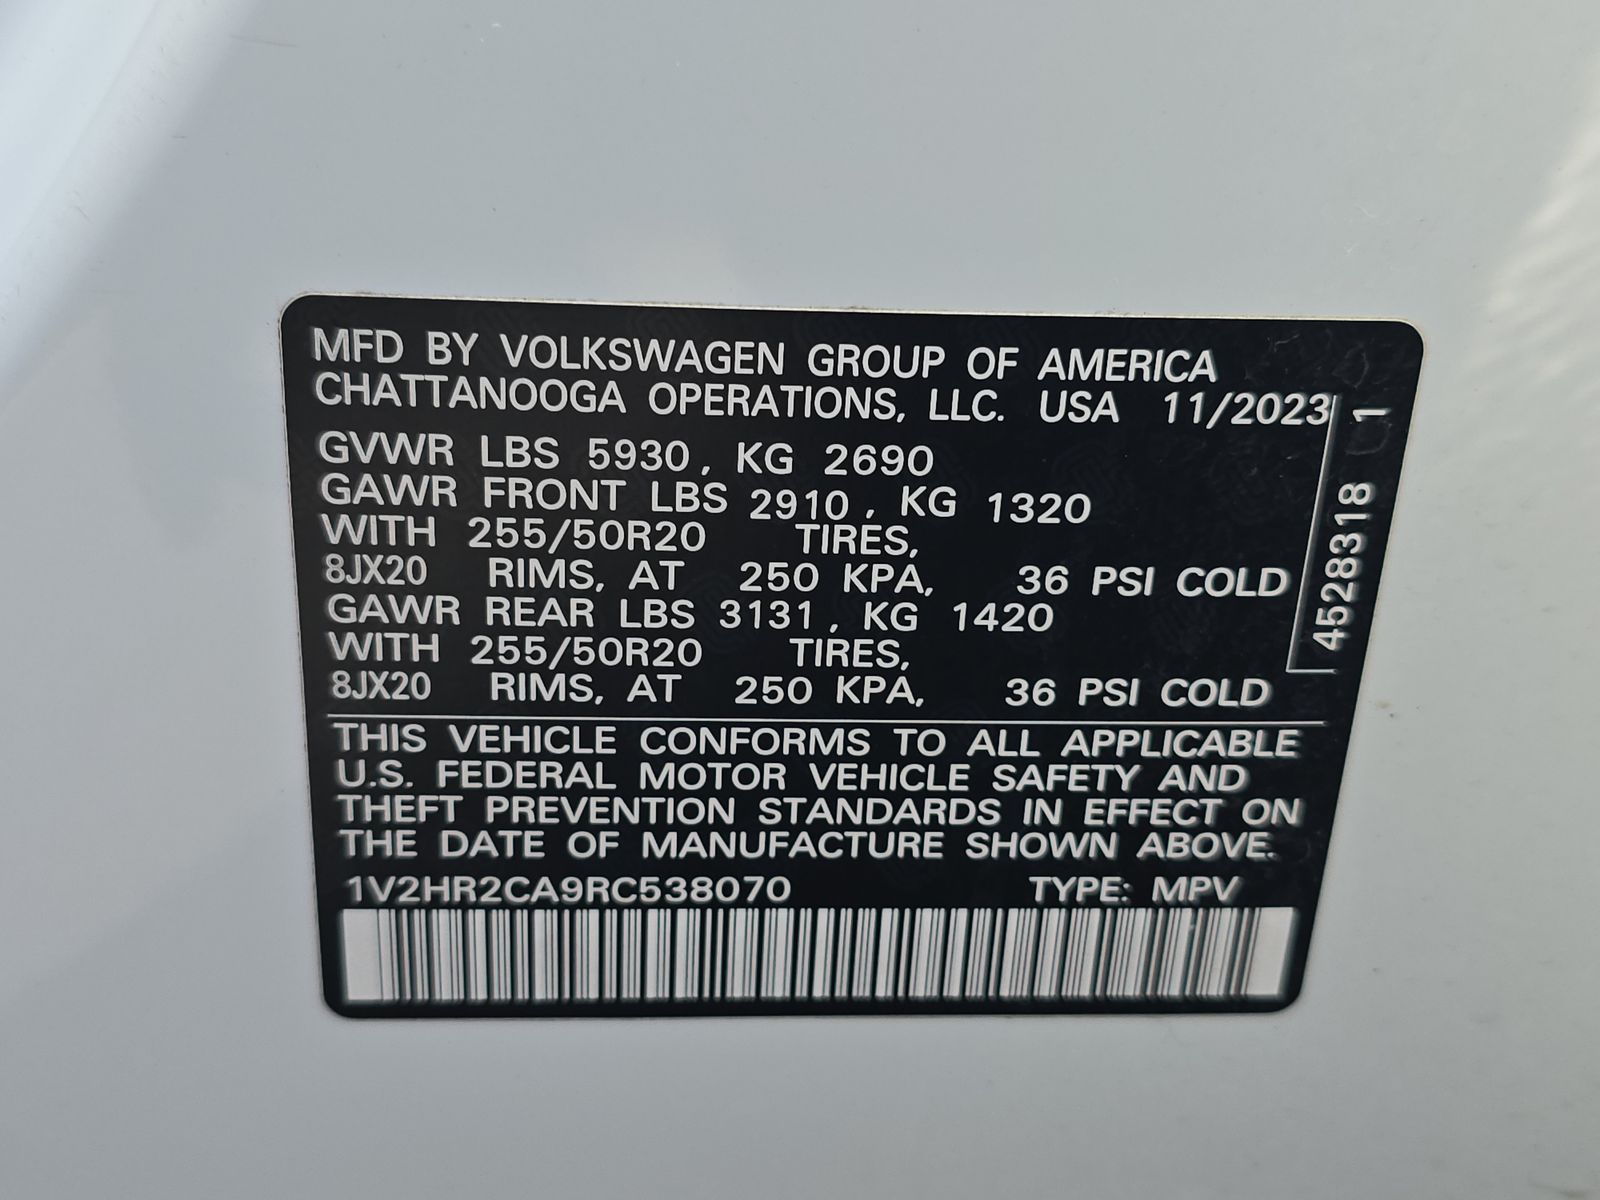 MFD BY VOLKSWAGEN GROUP OF AMERICA
CHATTANOOGA OPERATIONS, LLC. USA 11/2023
GVWR LBS 5930, KG 2690
GAWR FRONT LBS 2910, KG 1320
WITH 255/50R20 TIRES,
8JX20 RIMS, AT 250 KPA, 36 PSI COLD
GAWR REAR LBS 3131, KG 1420
WITH 255/50R20 TIRES,
8JX20 RIMS, AT 250 KPA, 36 PSI COLD
45283318 1
THIS VEHICLE CONFORMS TO ALL APPLICABLE
U.S. FEDERAL MOTOR VEHICLE SAFETY AND
THEFT PREVENTION STANDARDS IN EFFECT ON
THE DATE OF MANUFACTURE SHOWN ABOVE.
1V2HR2CA9RC538070 TYPE: MPV